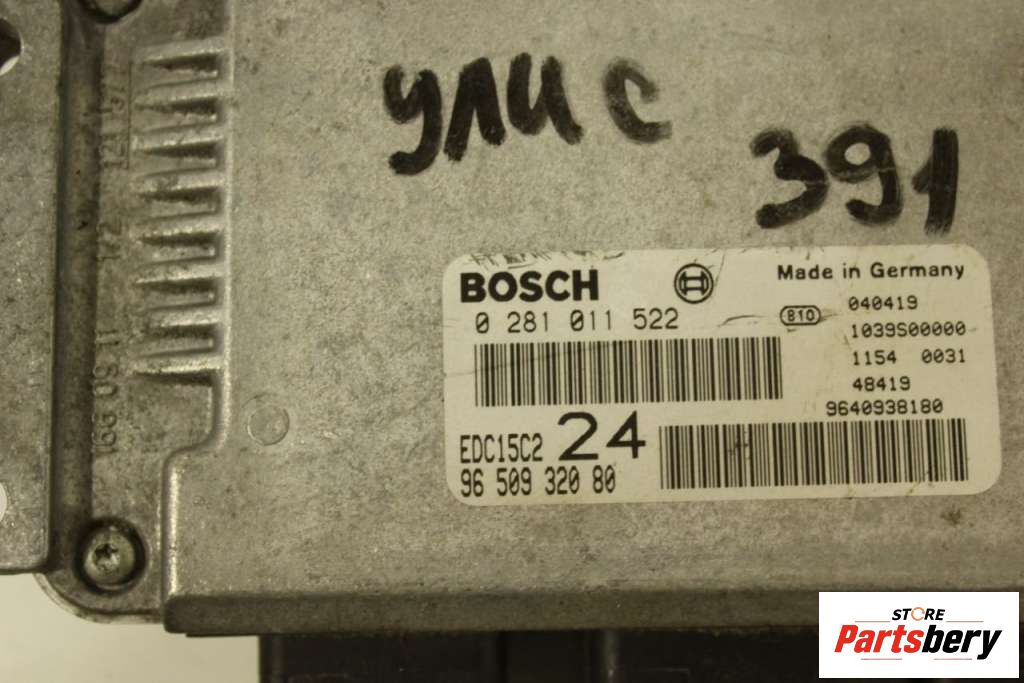 УЛИС
391
BOSCH
Made in Germany
0 281 011 522
810
040419
1039S00000
1154 0031
48419
9640938180
EDC15C2 24
96 509 320 80
STORE
Partsbery